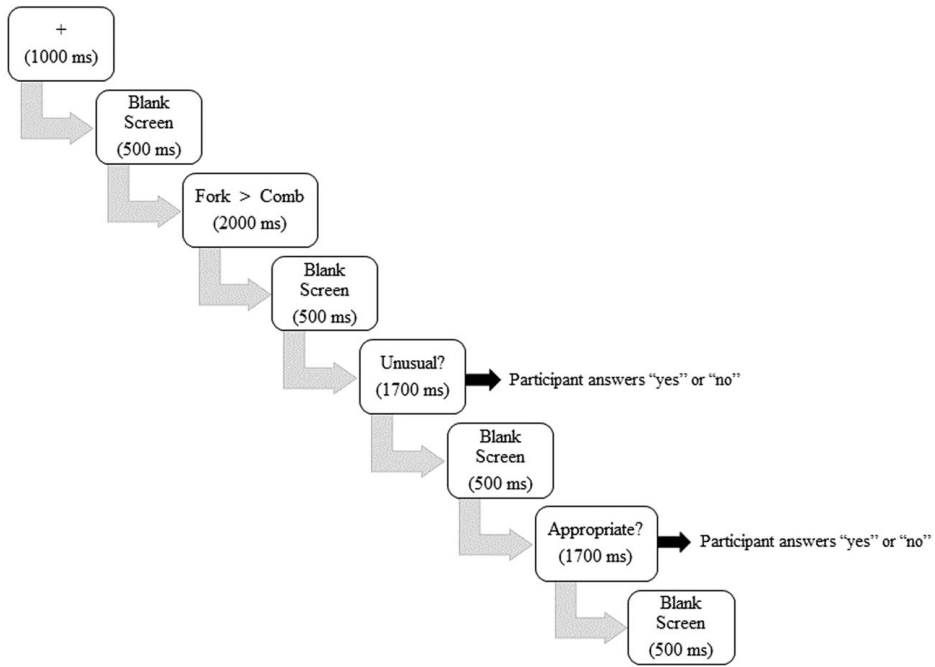 +
(1000 ms)
Blank
Screen
(500 ms)
Fork > Comb
(2000 ms)
Blank
Screen
(500 ms)
Unusual?
(1700 ms)
Participant answers “yes” or “no”
Blank
Screen
(500 ms)
Appropriate?
(1700 ms)
Participant answers “yes” or “no”
Blank
Screen
(500 ms)